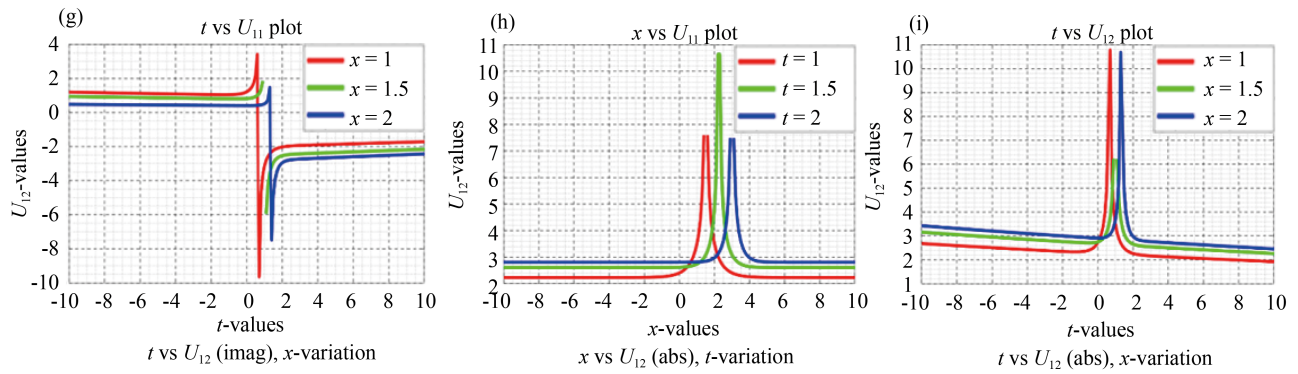 (g)
t vs U₁₁ plot
x = 1
x = 1.5
x = 2
4
2
0
-2
-4
-6
-8
-10
U₁₂-values
-10 -8 -6 -4 -2 0 2 4 6 8 10
t-values
t vs U₁₂ (imag), x-variation
(h)
x vs U₁₁ plot
t = 1
t = 1.5
t = 2
11
10
9
8
7
6
5
4
3
2
U₁₂-values
-10 -8 -6 -4 -2 0 2 4 6 8 10
x-values
x vs U₁₂ (abs), t-variation
(i)
t vs U₁₂ plot
x = 1
x = 1.5
x = 2
11
10
9
8
7
6
5
4
3
2
1
U₁₂-values
-10 -8 -6 -4 -2 0 2 4 6 8 10
t-values
t vs U₁₂ (abs), x-variation